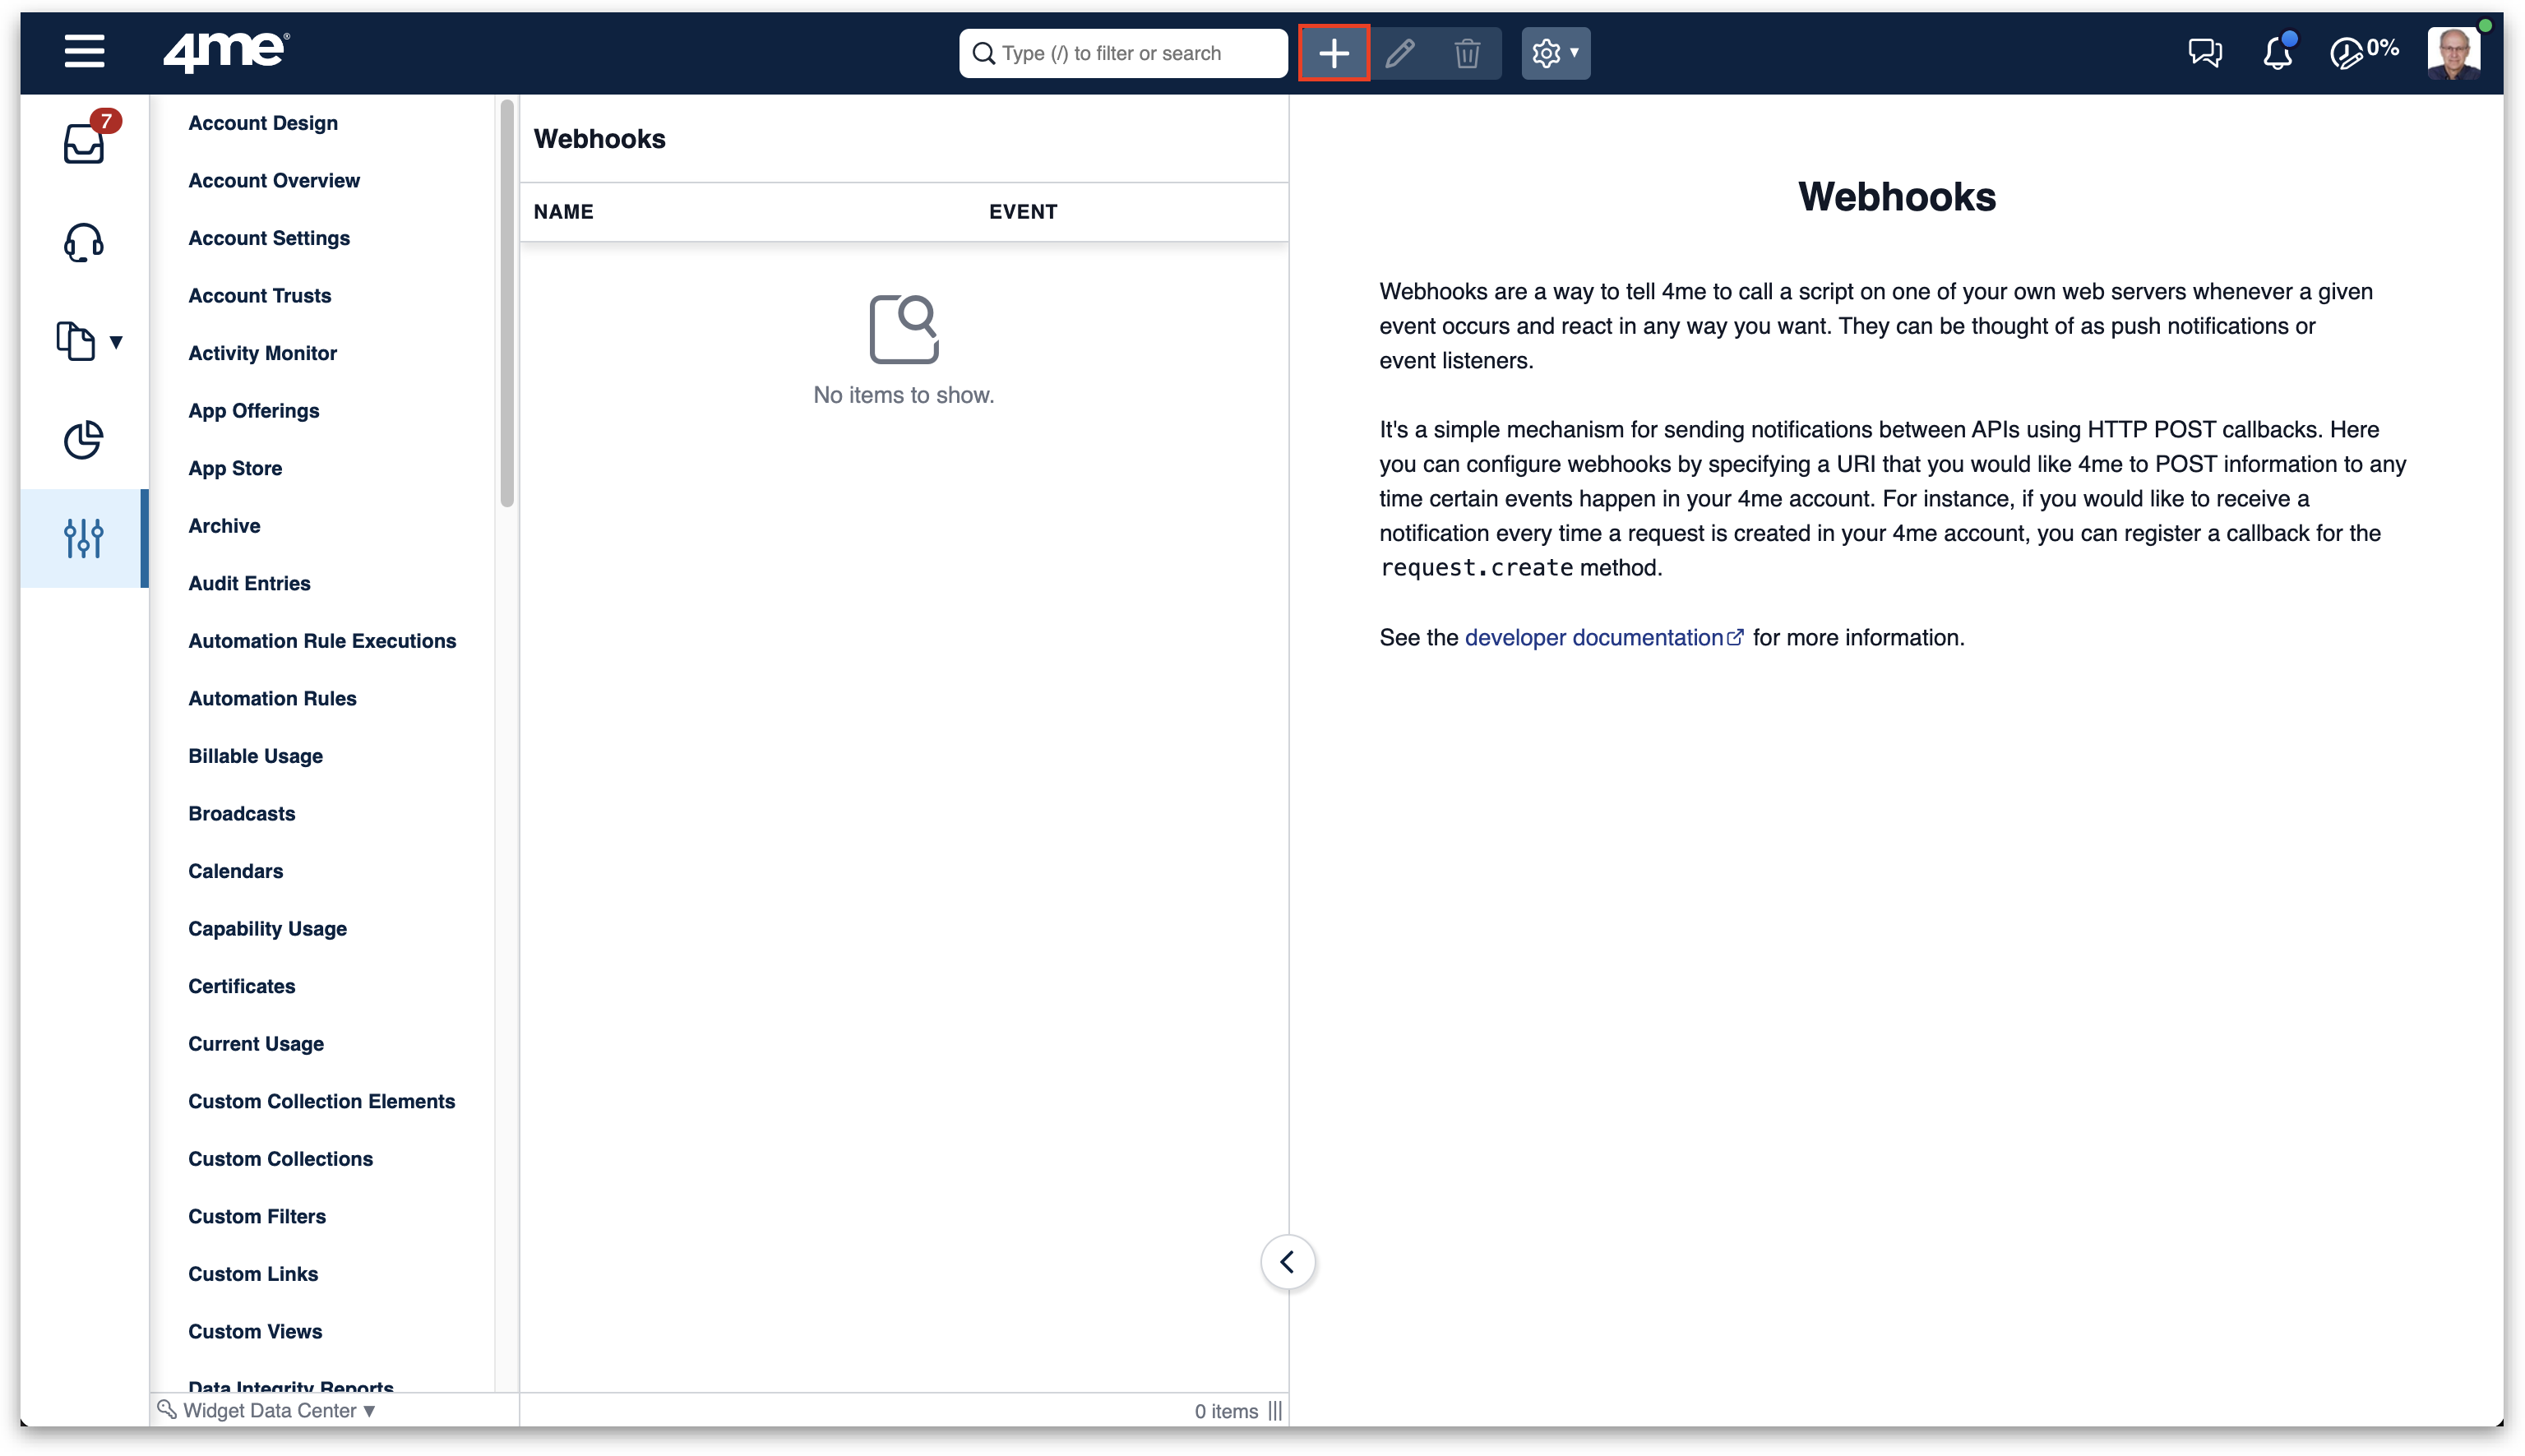 4me®
Type (/) to filter or search
0%
7
Account Design
Account Overview
Account Settings
Account Trusts
Activity Monitor
App Offerings
App Store
Archive
Audit Entries
Automation Rule Executions
Automation Rules
Billable Usage
Broadcasts
Calendars
Capability Usage
Certificates
Current Usage
Custom Collection Elements
Custom Collections
Custom Filters
Custom Links
Custom Views
Data Integrity Reports
Widget Data Center
Webhooks
NAME EVENT
No items to show.
0 items
Webhooks
Webhooks are a way to tell 4me to call a script on one of your own web servers whenever a given
event occurs and react in any way you want. They can be thought of as push notifications or
event listeners.
It's a simple mechanism for sending notifications between APIs using HTTP POST callbacks. Here
you can configure webhooks by specifying a URI that you would like 4me to POST information to any
time certain events happen in your 4me account. For instance, if you would like to receive a
notification every time a request is created in your 4me account, you can register a callback for the
request.create method.
See the developer documentation for more information.